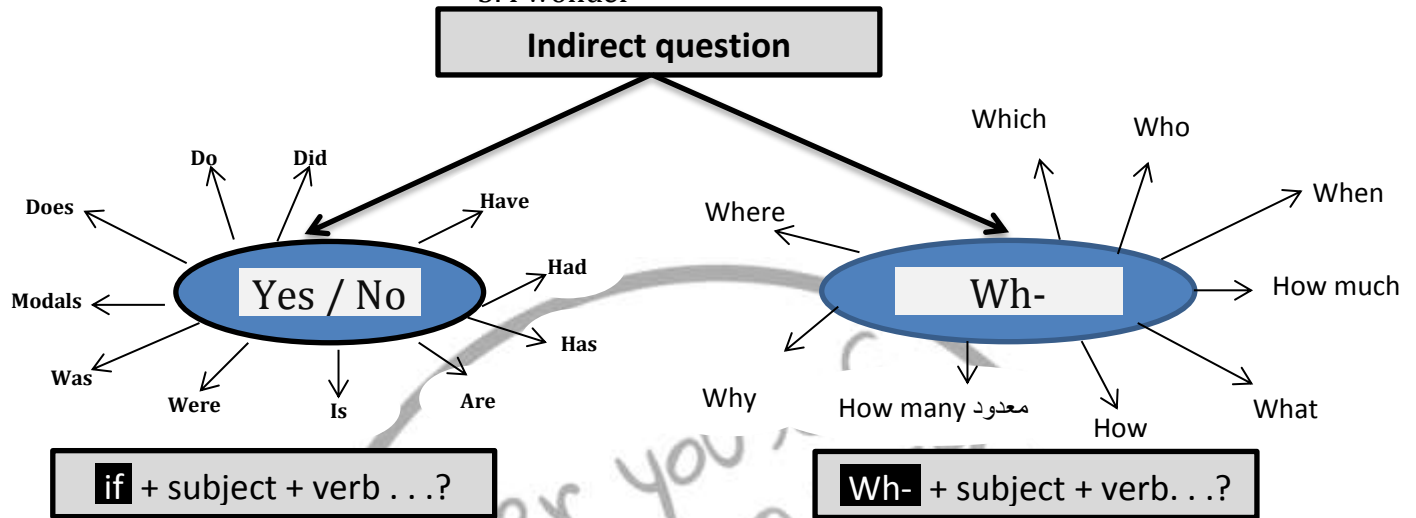 Indirect question
Which Who
Do Did
Does Have Where When
Had
Yes / No Wh- How much
Modals
Has
Was
Were Is Are Why How many معدود How What
if + subject + verb . . .?
Wh- + subject + verb. . .?